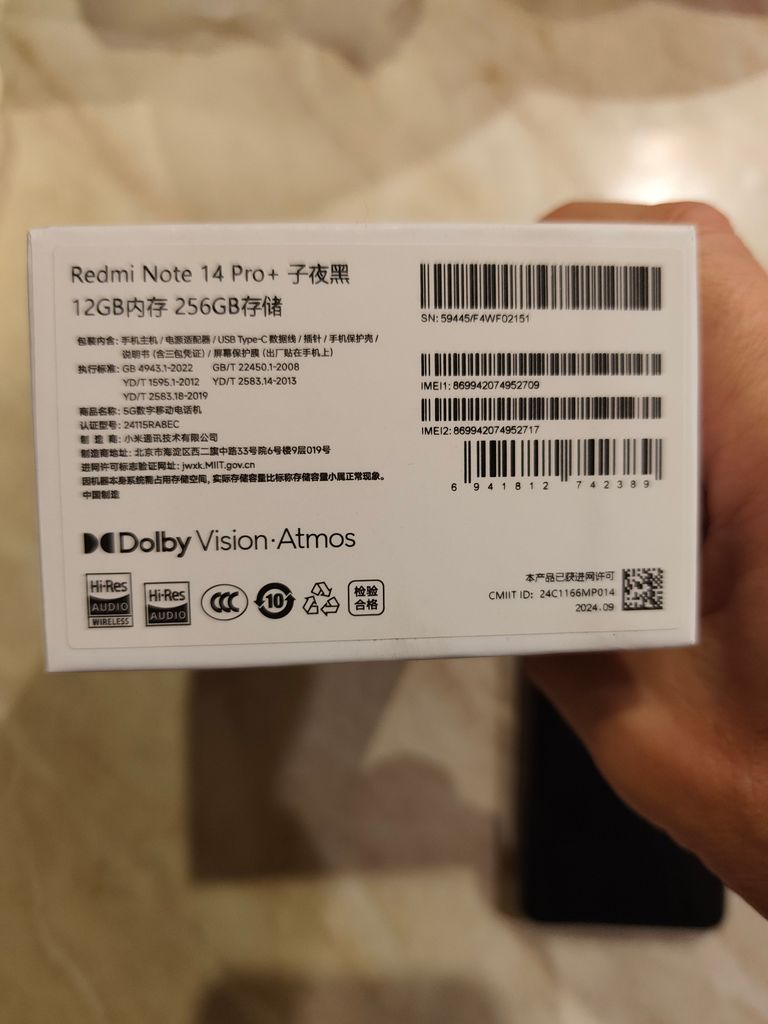 Redmi Note 14 Pro+ 子夜黑
12GB内存 256GB存储
包装内含: 手机主机 / 电源适配器 / USB Type-C 数据线 / 插针 / 手机保护壳 /
说明书 (含三包凭证) / 屏幕保护膜 (出厂贴在手机上)
执行标准: GB 4943.1-2022 GB/T 22450.1-2008
YD/T 1595.1-2012 YD/T 2583.14-2013
YD/T 2583.18-2019
商品名称: 5G数字移动电话机
认证型号: 24115RA8EC
制 造 商: 小米通讯技术有限公司
制造商地址: 北京市海淀区西二旗中路33号院6号楼9层019号
进网许可标志验证网址: jwxk.MIIT.gov.cn
因机器本身系统需占用存储空间, 实际存储容量比标称存储容量小属正常现象。
中国制造
SN: 59445/F4WF02151
IMEI1: 869942074952709
IMEI2: 869942074952717
6 941812 742389
Dolby Vision·Atmos
Hi-Res
AUDIO
WIRELESS
Hi-Res
AUDIO
CCC
10
检验
合格
本产品已获进网许可
CMIIT ID: 24C1166MP014
2024.09